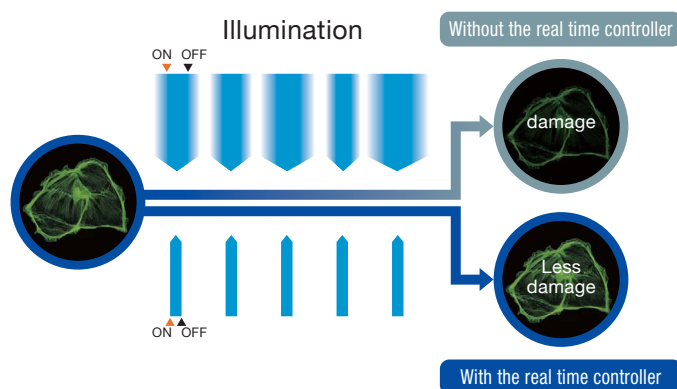 Illumination
Without the real time controller
ON OFF
damage
Less
damage
ON OFF
With the real time controller